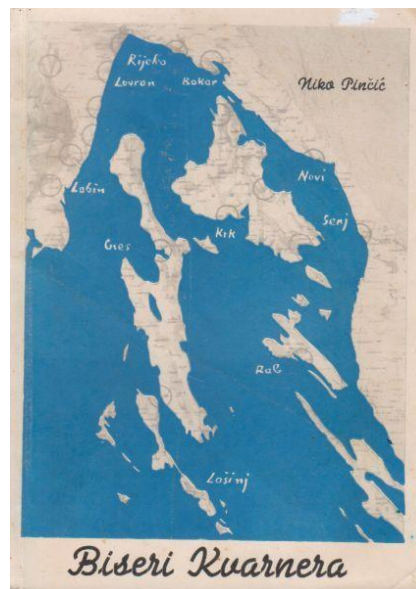 Rijeka
Lovran Bakar
Niko Pinčić
Novi
Labin
Senj
Krk
Cres
Rab
Lošinj
Biseri Kvarnera